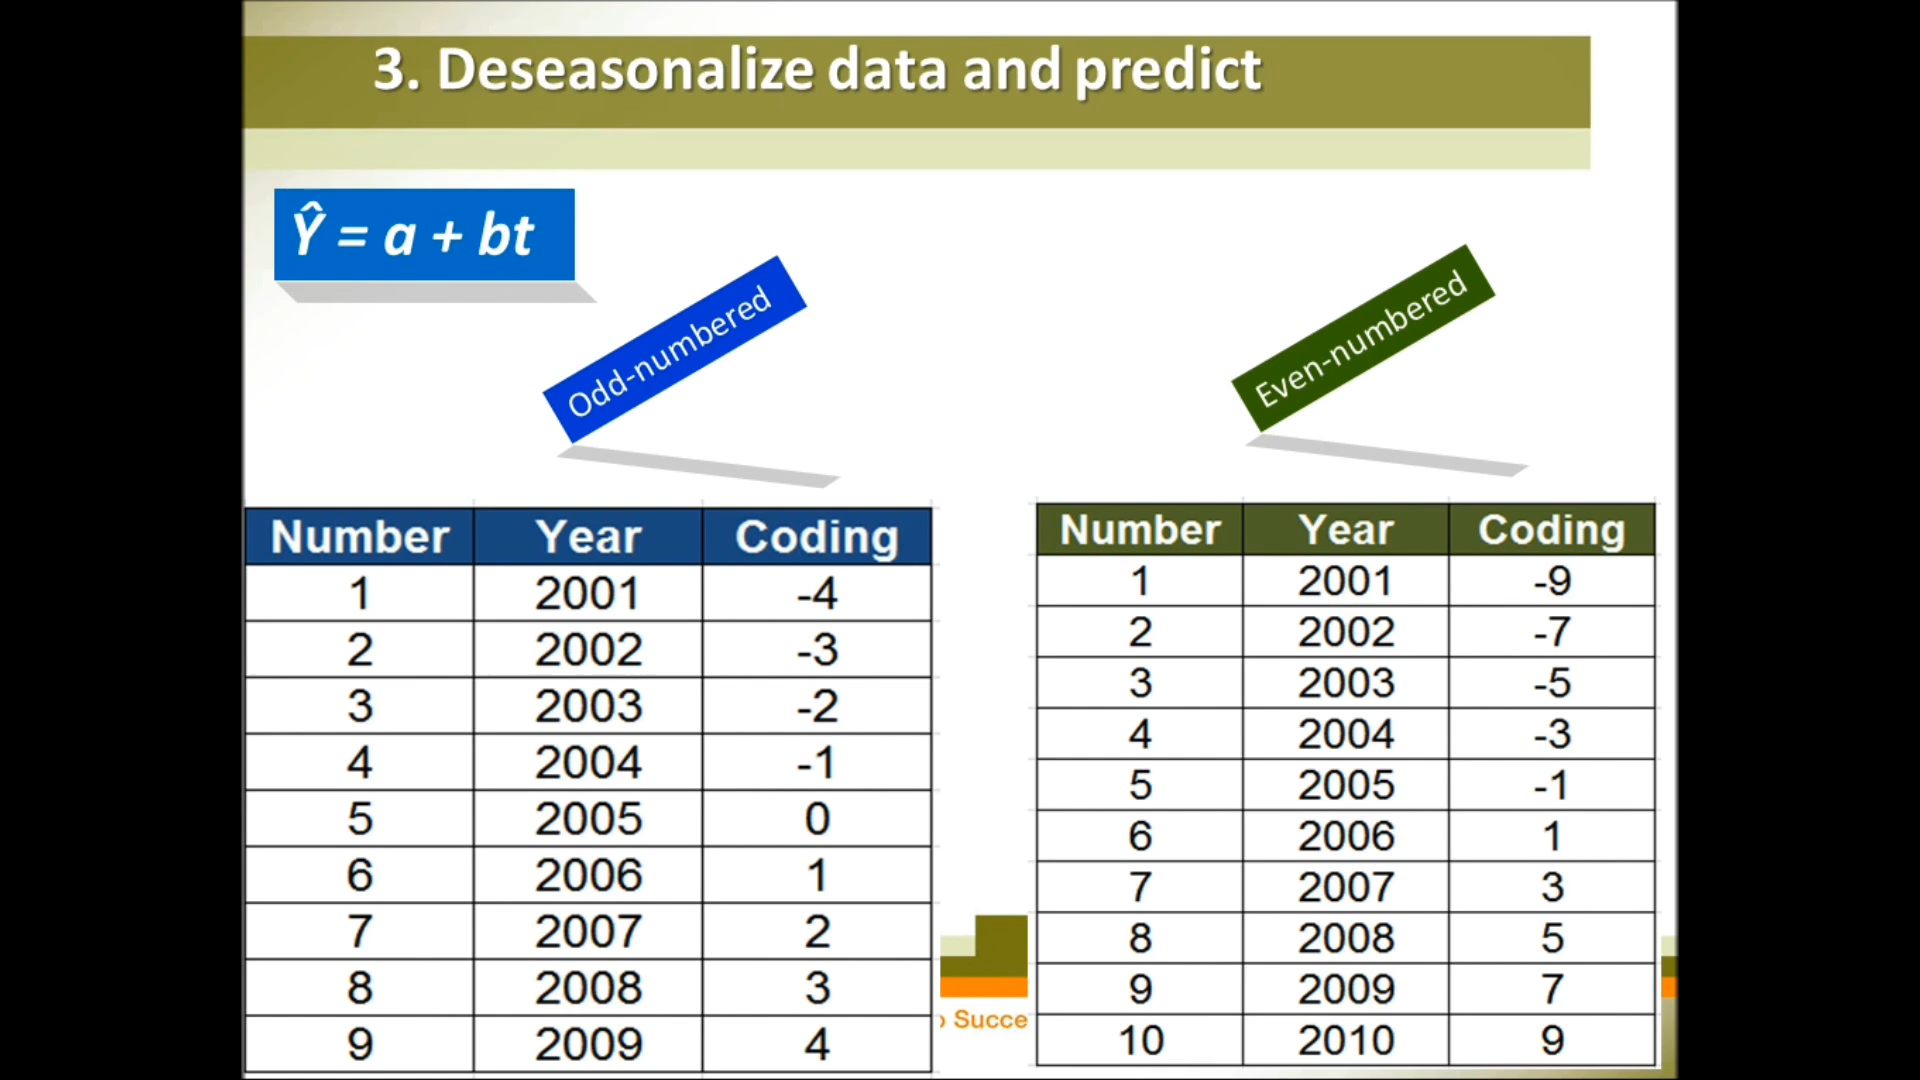 3. Deseasonalize data and predict
Ŷ = a + bt
Odd-numbered
Even-numbered
Number Year Coding
1 2001 -4
2 2002 -3
3 2003 -2
4 2004 -1
5 2005 0
6 2006 1
7 2007 2
8 2008 3
9 2009 4
Number Year Coding
1 2001 -9
2 2002 -7
3 2003 -5
4 2004 -3
5 2005 -1
6 2006 1
7 2007 3
8 2008 5
9 2009 7
10 2010 9
Succe